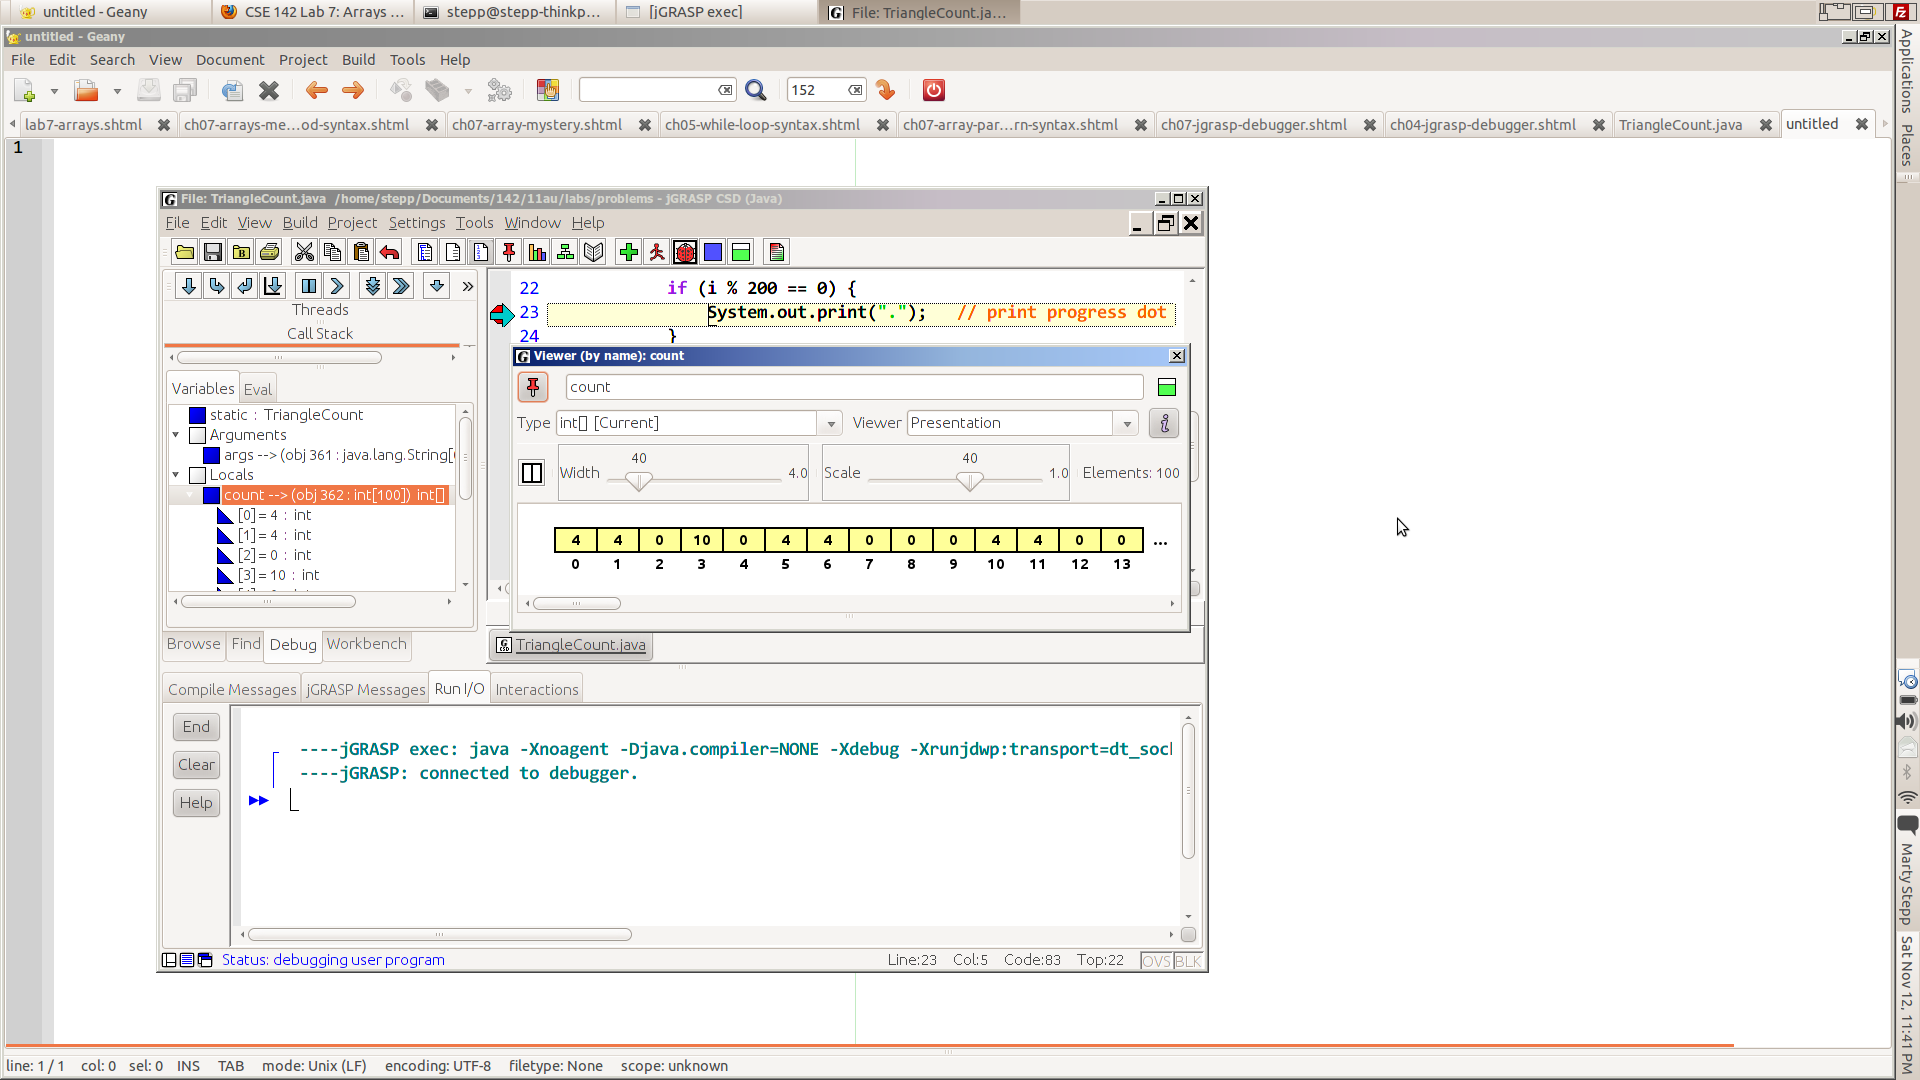 untitled - Geany
CSE 142 Lab 7: Arrays ...
stepp@stepp-thinkp...
[jGRASP exec]
File: TriangleCount.ja...
untitled - Geany
File Edit Search View Document Project Build Tools Help
152
lab7-arrays.shtml
ch07-arrays-me...od-syntax.shtml
ch07-array-mystery.shtml
ch05-while-loop-syntax.shtml
ch07-array-par...rn-syntax.shtml
ch07-jgrasp-debugger.shtml
ch04-jgrasp-debugger.shtml
TriangleCount.java
untitled
1
File: TriangleCount.java /home/stepp/Documents/142/11au/labs/problems - jGRASP CSD (Java)
File Edit View Build Project Settings Tools Window Help
Threads
Call Stack
Variables Eval
static : TriangleCount
Arguments
args --> (obj 361 : java.lang.String[
Locals
count --> (obj 362 : int[100]) int[]
[0] = 4 : int
[1] = 4 : int
[2] = 0 : int
[3] = 10 : int
Browse Find Debug Workbench
22 if (i % 200 == 0) {
23 System.out.print("."); // print progress dot
24 }
Viewer (by name): count
count
Type int[] [Current] Viewer Presentation
Width 40 4.0 Scale 40 1.0 Elements: 100
4 4 0 10 0 4 4 0 0 0 4 4 0 0 ...
0 1 2 3 4 5 6 7 8 9 10 11 12 13
TriangleCount.java
Compile Messages jGRASP Messages Run I/O Interactions
End
Clear
Help
----jGRASP exec: java -Xnoagent -Djava.compiler=NONE -Xdebug -Xrunjdwp:transport=dt_soc
----jGRASP: connected to debugger.
Status: debugging user program
Line:23 Col:5 Code:83 Top:22 OVS BLK
line: 1 / 1 col: 0 sel: 0 INS TAB mode: Unix (LF) encoding: UTF-8 filetype: None scope: unknown
Applications
Places
Marty Stepp
Sat Nov 12, 11:41 PM